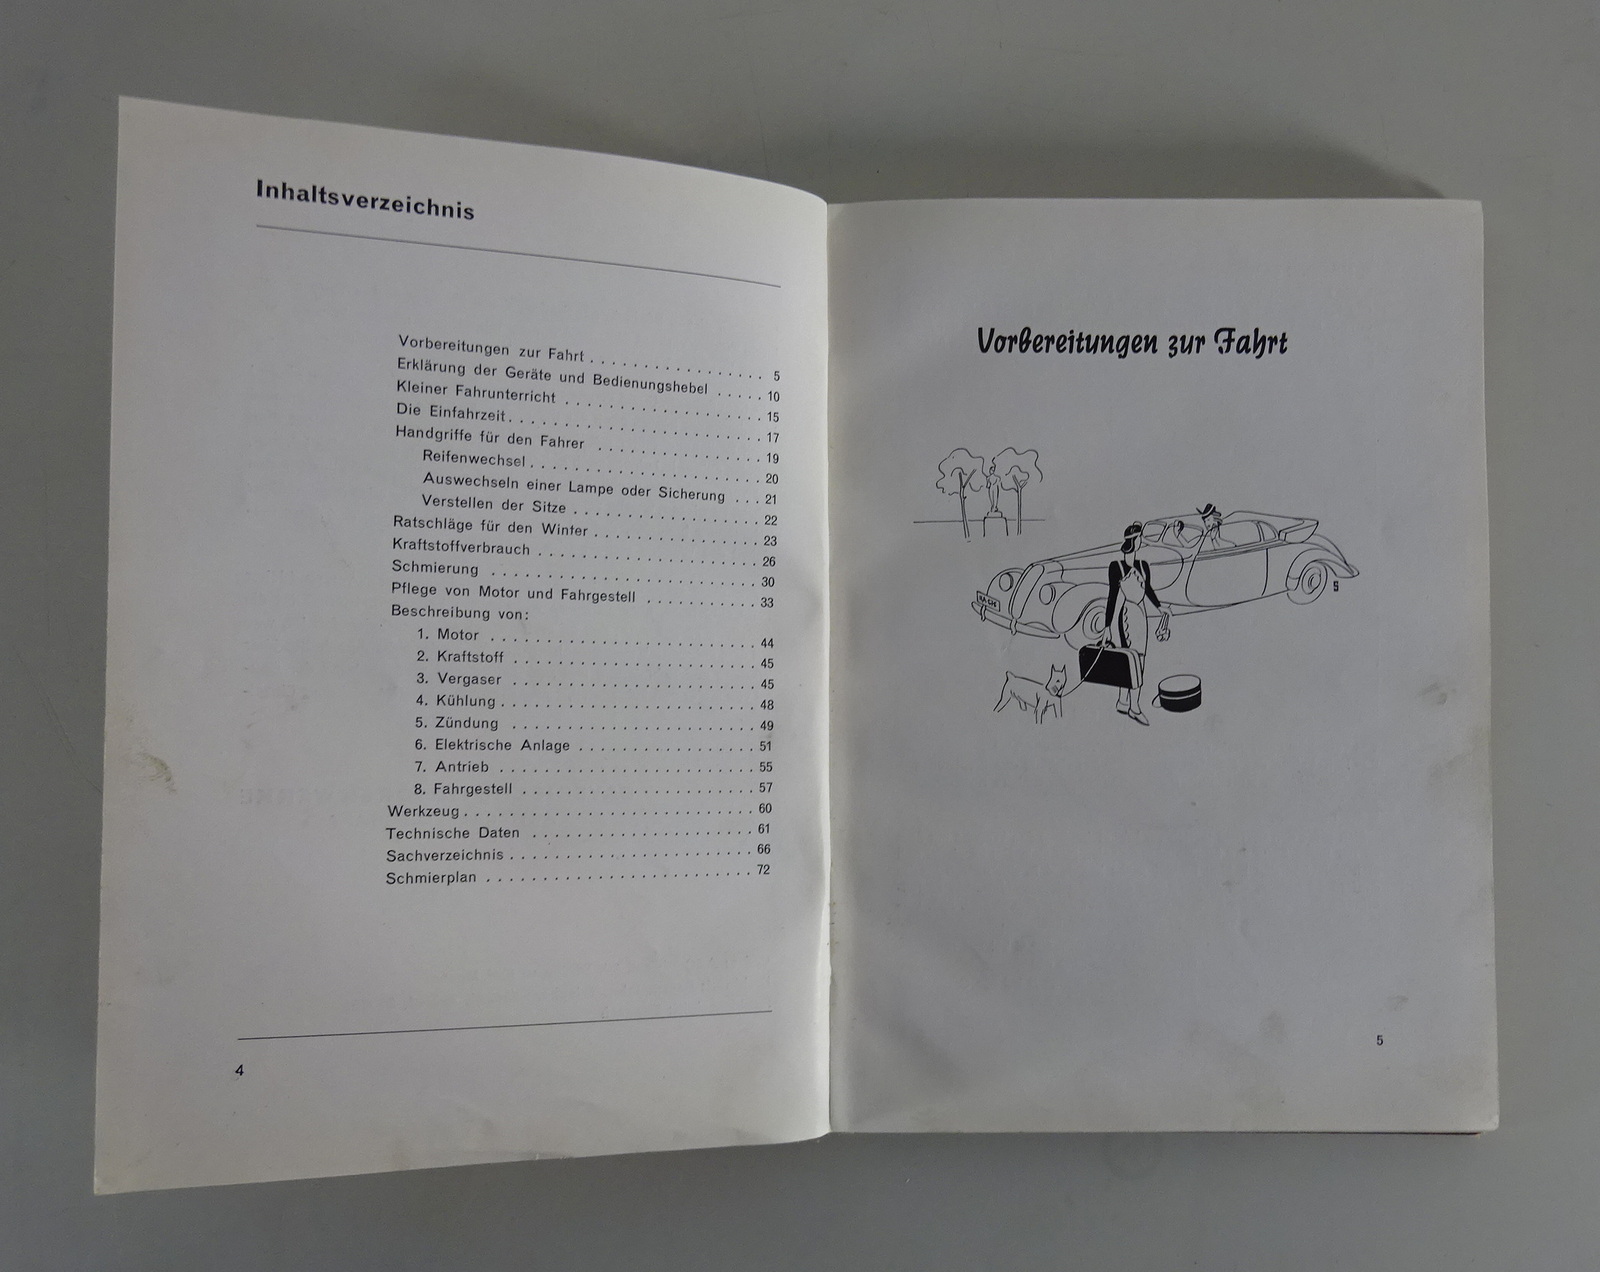 Inhaltsverzeichnis
Vorbereitungen zur Fahrt . . . . . . . . . . . . . . . . 5
Erklärung der Geräte und Bedienungshebel . . . . . 10
Kleiner Fahrunterricht . . . . . . . . . . . . . . . . . . 15
Die Einfahrzeit . . . . . . . . . . . . . . . . . . . . . . . 17
Handgriffe für den Fahrer . . . . . . . . . . . . . . . 19
Reifenwechsel . . . . . . . . . . . . . . . . . . . . . 20
Auswechseln einer Lampe oder Sicherung . . . 21
Verstellen der Sitze . . . . . . . . . . . . . . . . . 22
Ratschläge für den Winter . . . . . . . . . . . . . . . 23
Kraftstoffverbrauch . . . . . . . . . . . . . . . . . . . . 26
Schmierung . . . . . . . . . . . . . . . . . . . . . . . . 30
Pflege von Motor und Fahrgestell . . . . . . . . . . 33
Beschreibung von:
1. Motor . . . . . . . . . . . . . . . . . . . . . . . . 44
2. Kraftstoff . . . . . . . . . . . . . . . . . . . . . . 45
3. Vergaser . . . . . . . . . . . . . . . . . . . . . . 45
4. Kühlung . . . . . . . . . . . . . . . . . . . . . . . 48
5. Zündung . . . . . . . . . . . . . . . . . . . . . . 49
6. Elektrische Anlage . . . . . . . . . . . . . . . . 51
7. Antrieb . . . . . . . . . . . . . . . . . . . . . . . 55
8. Fahrgestell . . . . . . . . . . . . . . . . . . . . . 57
Werkzeug . . . . . . . . . . . . . . . . . . . . . . . . . . 60
Technische Daten . . . . . . . . . . . . . . . . . . . . 61
Sachverzeichnis . . . . . . . . . . . . . . . . . . . . . . 66
Schmierplan . . . . . . . . . . . . . . . . . . . . . . . . 72
4
Vorbereitungen zur Fahrt
5